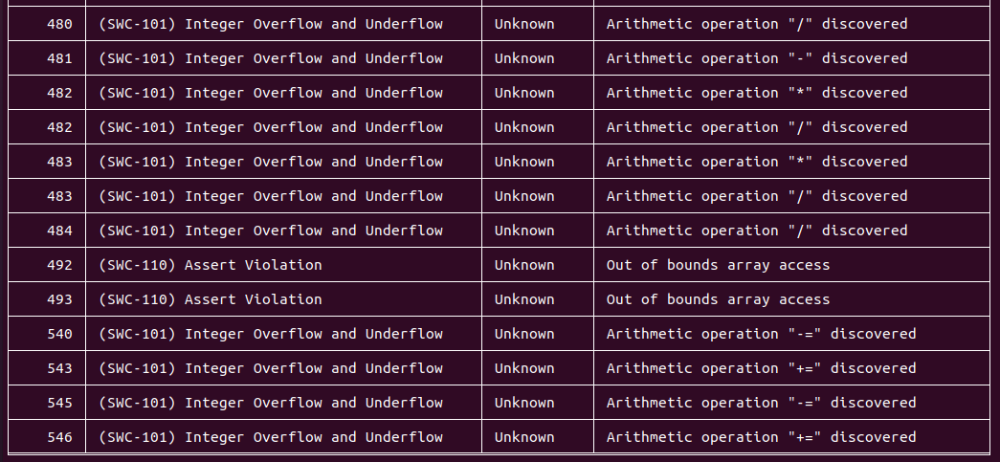 480 (SWC-101) Integer Overflow and Underflow Unknown Arithmetic operation "/" discovered
481 (SWC-101) Integer Overflow and Underflow Unknown Arithmetic operation "-" discovered
482 (SWC-101) Integer Overflow and Underflow Unknown Arithmetic operation "*" discovered
482 (SWC-101) Integer Overflow and Underflow Unknown Arithmetic operation "/" discovered
483 (SWC-101) Integer Overflow and Underflow Unknown Arithmetic operation "*" discovered
483 (SWC-101) Integer Overflow and Underflow Unknown Arithmetic operation "/" discovered
484 (SWC-101) Integer Overflow and Underflow Unknown Arithmetic operation "/" discovered
492 (SWC-110) Assert Violation Unknown Out of bounds array access
493 (SWC-110) Assert Violation Unknown Out of bounds array access
540 (SWC-101) Integer Overflow and Underflow Unknown Arithmetic operation "-=" discovered
543 (SWC-101) Integer Overflow and Underflow Unknown Arithmetic operation "+=" discovered
545 (SWC-101) Integer Overflow and Underflow Unknown Arithmetic operation "-=" discovered
546 (SWC-101) Integer Overflow and Underflow Unknown Arithmetic operation "+=" discovered